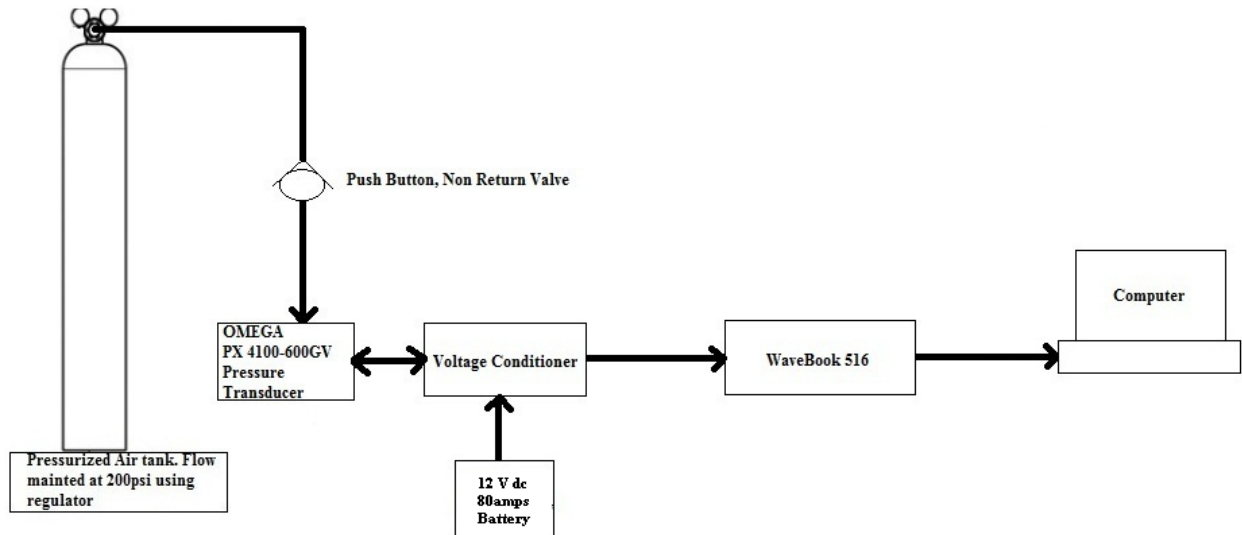 Push Button, Non Return Valve
OMEGA
PX 4100-600GV
Pressure
Transducer
Voltage Conditioner
WaveBook 516
Computer
Pressurized Air tank. Flow
mainted at 200psi using
regulator
12 V dc
80amps
Battery